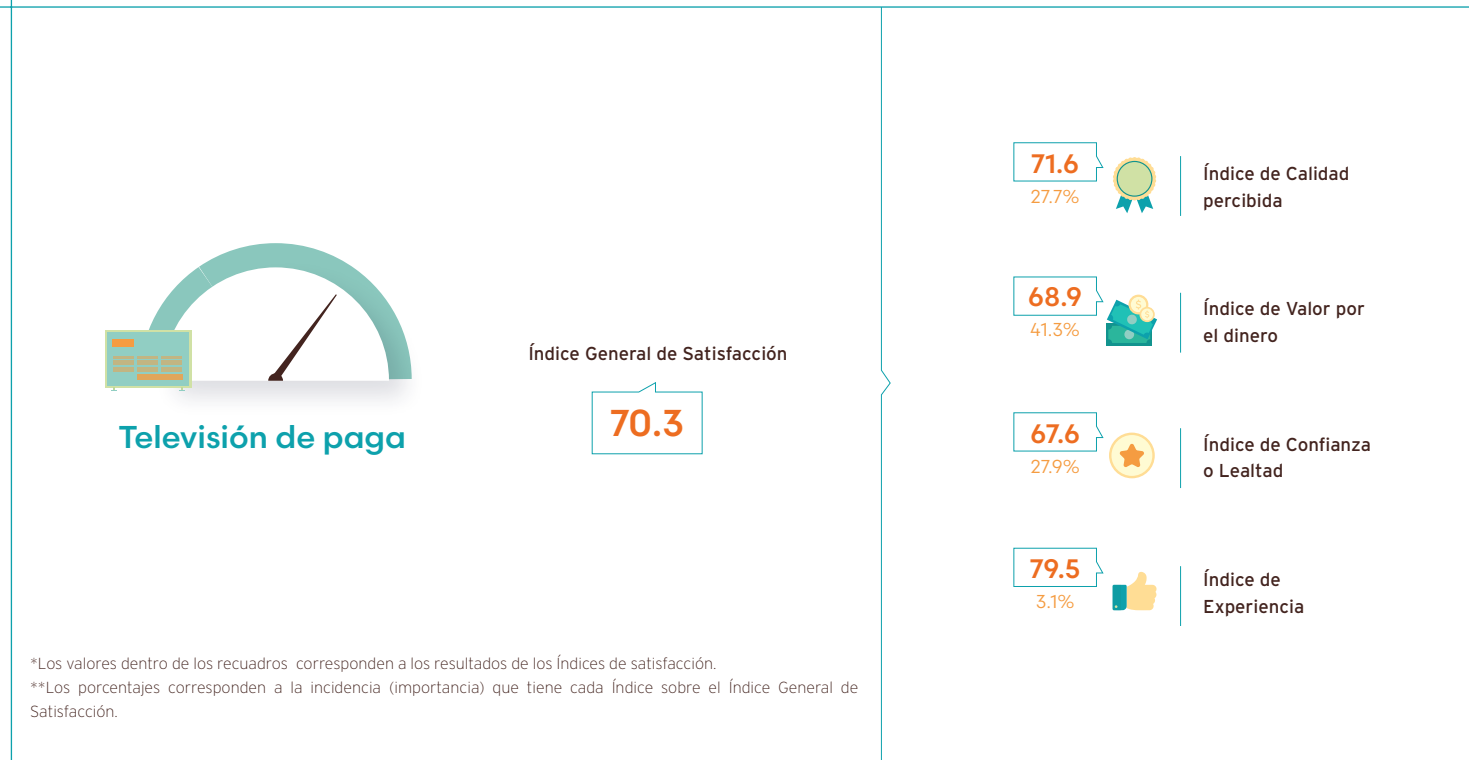 Televisión de paga
Índice General de Satisfacción
70.3
71.6
27.7%
Índice de Calidad
percibida
68.9
41.3%
$
$
Índice de Valor por
el dinero
67.6
27.9%
Índice de Confianza
o Lealtad
79.5
3.1%
Índice de
Experiencia
*Los valores dentro de los recuadros corresponden a los resultados de los Índices de satisfacción.
**Los porcentajes corresponden a la incidencia (importancia) que tiene cada Índice sobre el Índice General de
Satisfacción.